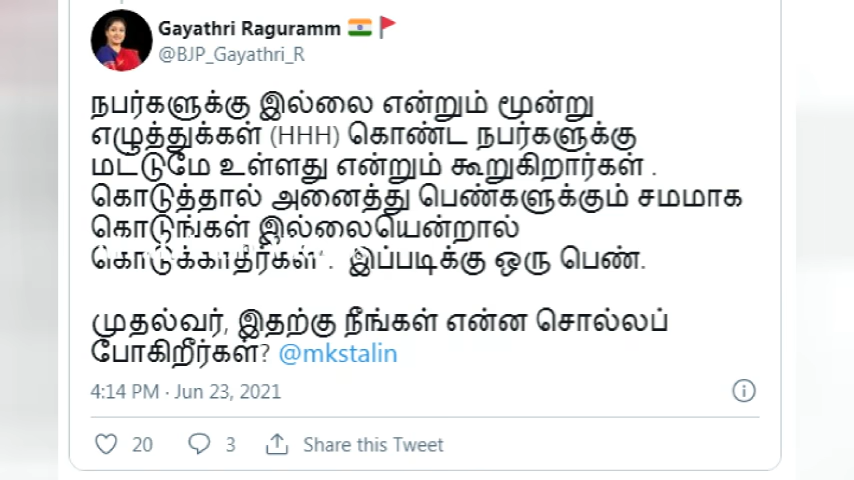 Gayathri Raguramm
@BJP_Gayathri_R
நபர்களுக்கு இல்லை என்றும் மூன்று
எழுத்துக்கள் (HHH) கொண்ட நபர்களுக்கு
மட்டுமே உள்ளது என்றும் கூறுகிறார்கள் .
கொடுத்தால் அனைத்து பெண்களுக்கும் சமமாக
கொடுங்கள் இல்லையென்றால்
கொடுக்காதீர்கள் . இப்படிக்கு ஒரு பெண்.
முதல்வர், இதற்கு நீங்கள் என்ன சொல்லப்
போகிறீர்கள்? @mkstalin
4:14 PM · Jun 23, 2021
20 3 Share this Tweet